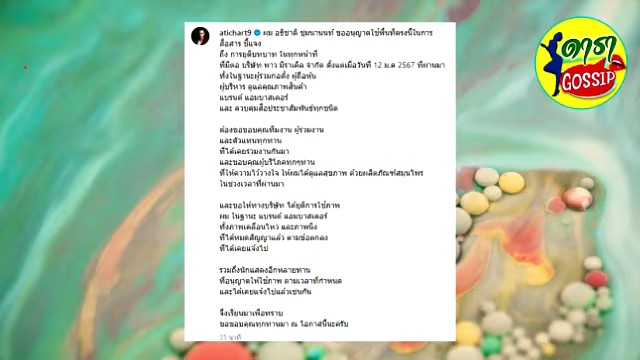 atichart9 ผม อธิชาติ ชุมนานนท์ ขออนุญาตใช้พื้นที่ตรงนี้ในการ
สื่อสาร ชี้แจง
ถึง การยุติบทบาท ในทุกหน้าที่
ที่มีต่อ บริษัท พาว มิราเคิล จำกัด ตั้งแต่เมื่อวันที่ 12 ม.ค 2567 ที่ผ่านมา
ทั้งในฐานะผู้ร่วมก่อตั้ง ผู้ถือหุ้น
ผู้บริหาร ดูแลคุณภาพสินค้า
แบรนด์ แอมบาสเดอร์
และ ควบคุมสื่อประชาสัมพันธ์ทุกชนิด
ต้องขอขอบคุณทีมงาน ผู้ร่วมงาน
และตัวแทนทุกท่าน
ที่ได้เคยร่วมงานกันมา
และขอบคุณผู้บริโภคทุกๆท่าน
ที่ให้ความไว้วางใจ ให้ผมได้ดูแลสุขภาพ ด้วยผลิตภัณฑ์สมุนไพร
ในช่วงเวลาที่ผ่านมา
และขอให้ทางบริษัท ได้ยุติการใช้ภาพ
ผม ในฐานะ แบรนด์ แอมบาสเดอร์
ทั้งภาพเคลื่อนไหว และภาพนิ่ง
ที่ได้หมดสัญญาแล้ว ตามข้อตกลง
ที่ได้เคยแจ้งไป
รวมถึงนักแสดงอีกหลายท่าน
ที่อนุญาตให้ใช้ภาพ ตามเวลาที่กำหนด
และได้เคยแจ้งไปแล้วเช่นกัน
จึงเรียนมาเพื่อทราบ
ขอขอบคุณทุกท่านมา ณ โอกาสนี้นะครับ
35 นาที
ดารา
GOSSIP